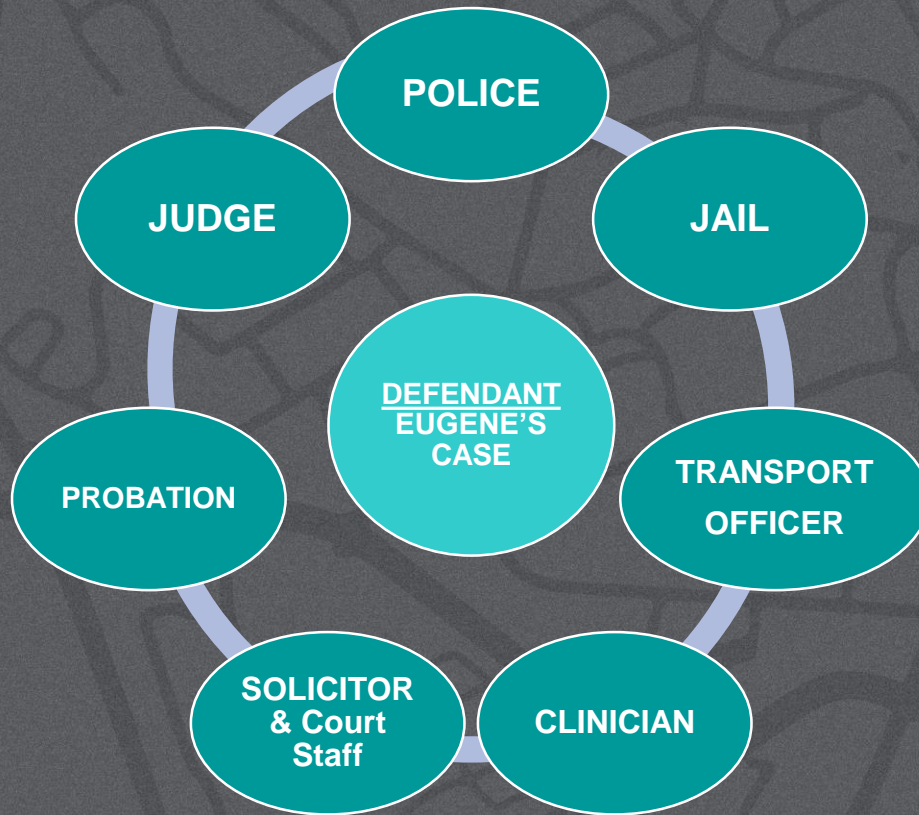 POLICE
JAIL
TRANSPORT
OFFICER
CLINICIAN
SOLICITOR
& Court
Staff
PROBATION
JUDGE
DEFENDANT
EUGENE'S
CASE